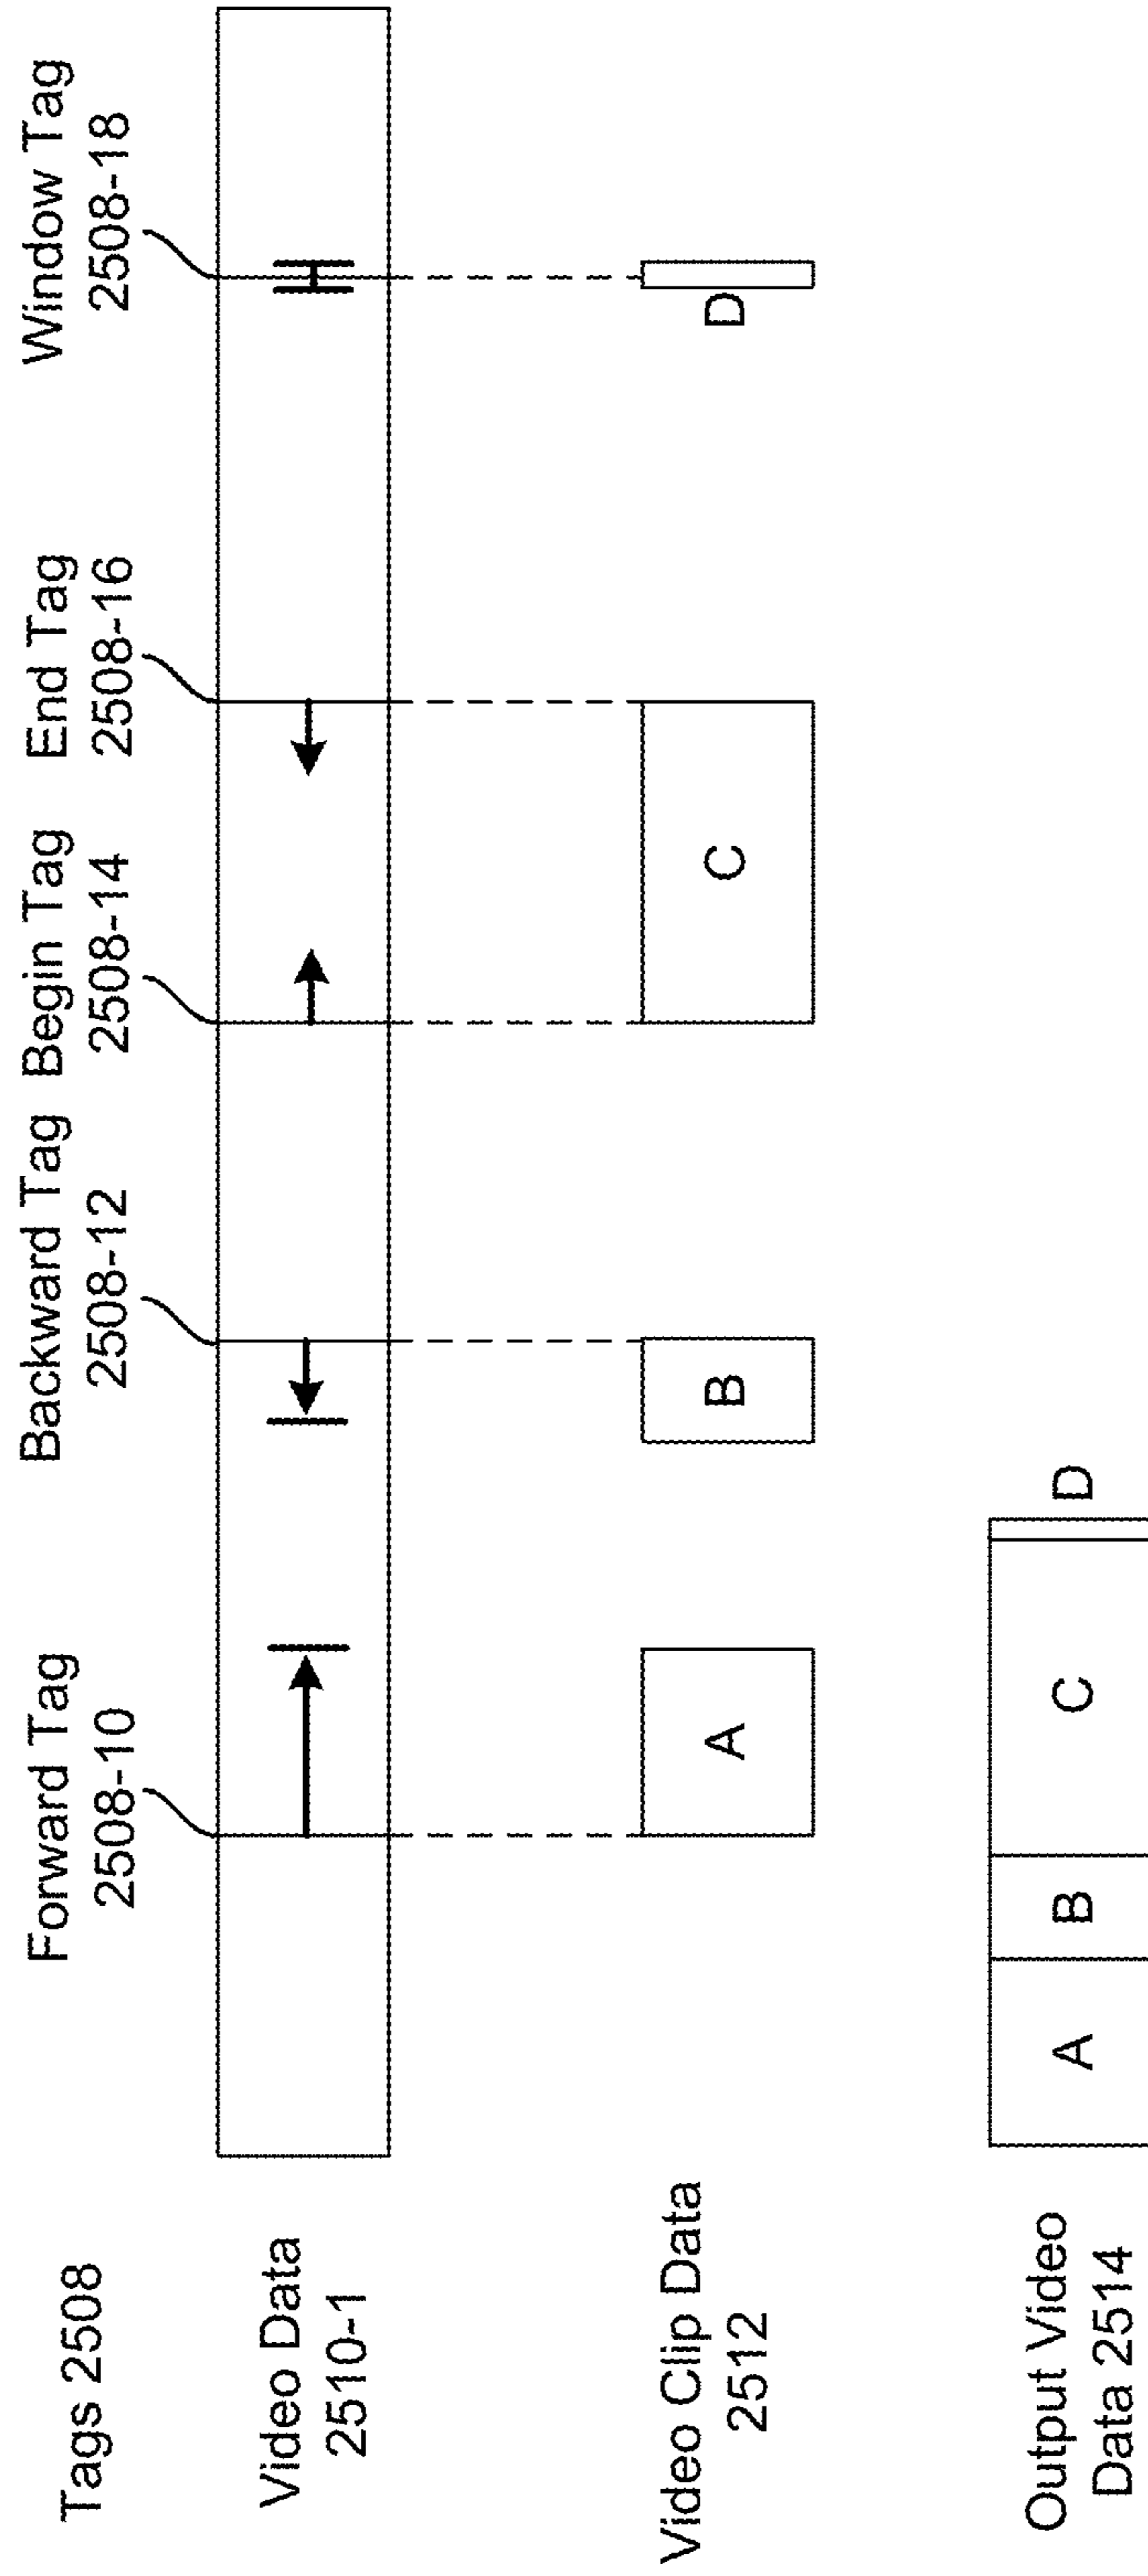 Tags 2508
Forward Tag
2508-10
Backward Tag
2508-12
Begin Tag
2508-14
End Tag
2508-16
Window Tag
2508-18
Video Data
2510-1
Video Clip Data
2512
A
B
C
D
Output Video
Data 2514
A
B
C
D